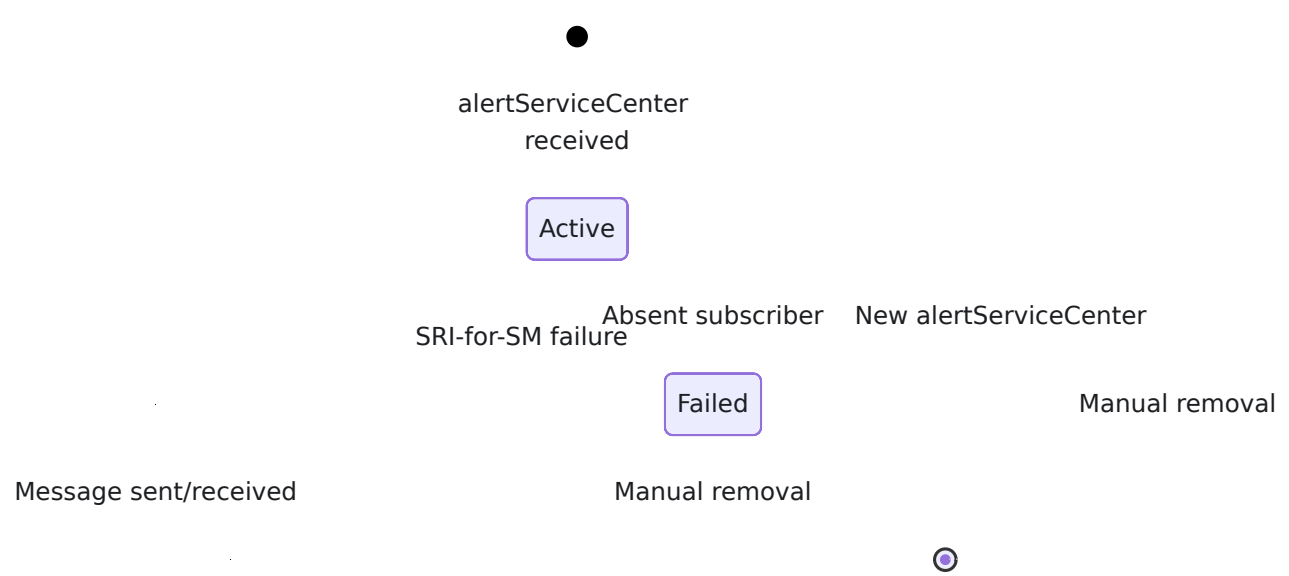 alertServiceCenter
received
Active
Absent subscriber
New alertServiceCenter
SRI-for-SM failure
Failed
Manual removal
Message sent/received
Manual removal